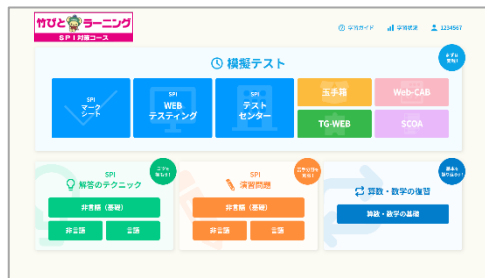 竹びとラーニング
SPI対策コース
学習ガイド
学習状況
1234567
模擬テスト
まずは
SPI
マーク
シート
SPI
WEB
テスティング
SPI
テスト
センター
玉手箱
Web-CAB
TG-WEB
SCOA
SPI
解答のテクニック
非言語（基礎）
非言語
言語
SPI
演習問題
非言語（基礎）
非言語
言語
算数・数学の復習
算数・数学の基礎